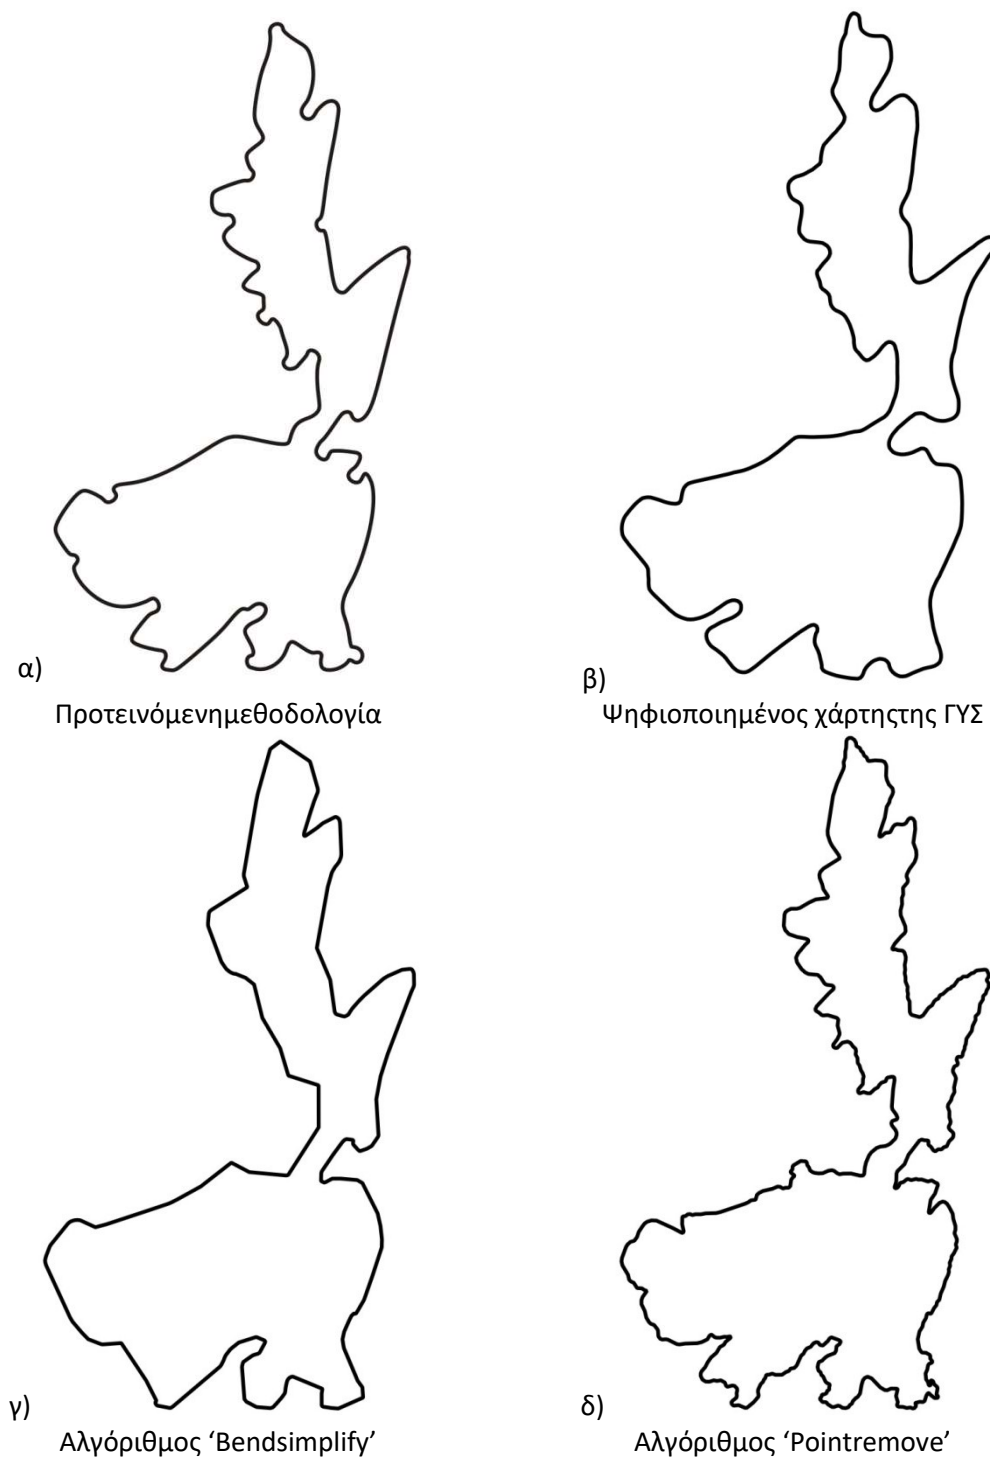 α)
Προτεινόμενημεθοδολογία
β)
Ψηφιοποιημένος χάρτηςτης ΓΥΣ
γ)
Αλγόριθμος ‘Bendsimplify’
δ)
Αλγόριθμος ‘Pointremove’